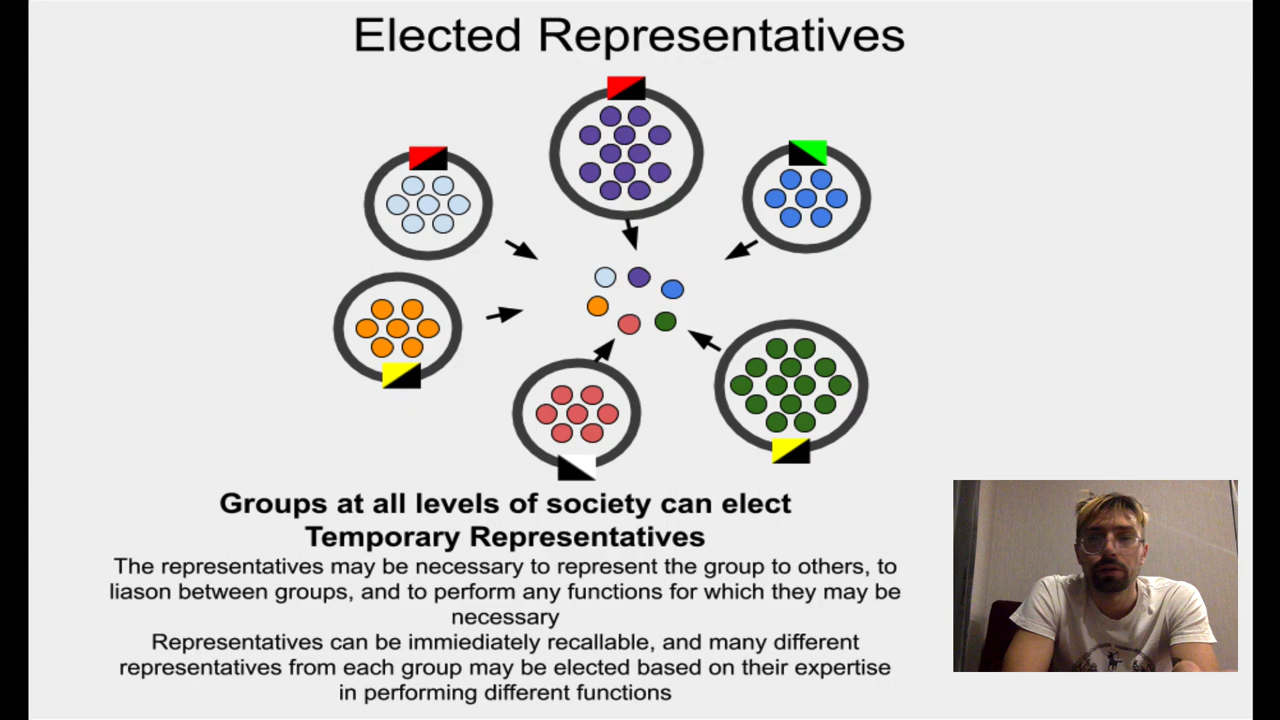 Elected Representatives
Groups at all levels of society can elect
Temporary Representatives
The representatives may be necessary to represent the group to others, to
liason between groups, and to perform any functions for which they may be
necessary
Representatives can be immiediately recallable, and many different
representatives from each group may be elected based on their expertise
in performing different functions